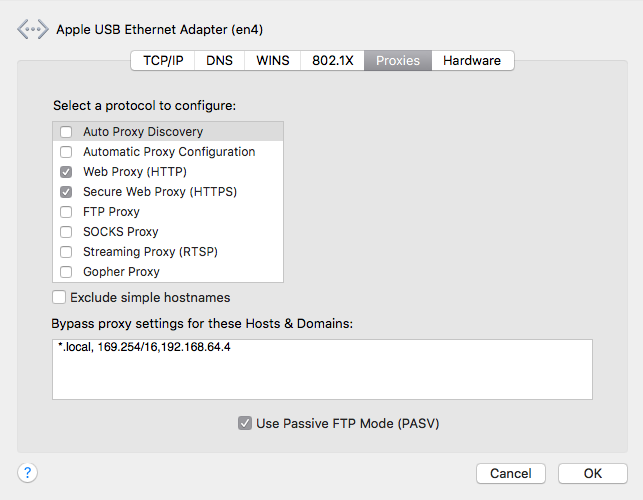 Apple USB Ethernet Adapter (en4)
TCP/IP DNS WINS 802.1X Proxies Hardware
Select a protocol to configure:
Auto Proxy Discovery
Automatic Proxy Configuration
Web Proxy (HTTP)
Secure Web Proxy (HTTPS)
FTP Proxy
SOCKS Proxy
Streaming Proxy (RTSP)
Gopher Proxy
Exclude simple hostnames
Bypass proxy settings for these Hosts & Domains:
*.local, 169.254/16,192.168.64.4
Use Passive FTP Mode (PASV)
? Cancel OK